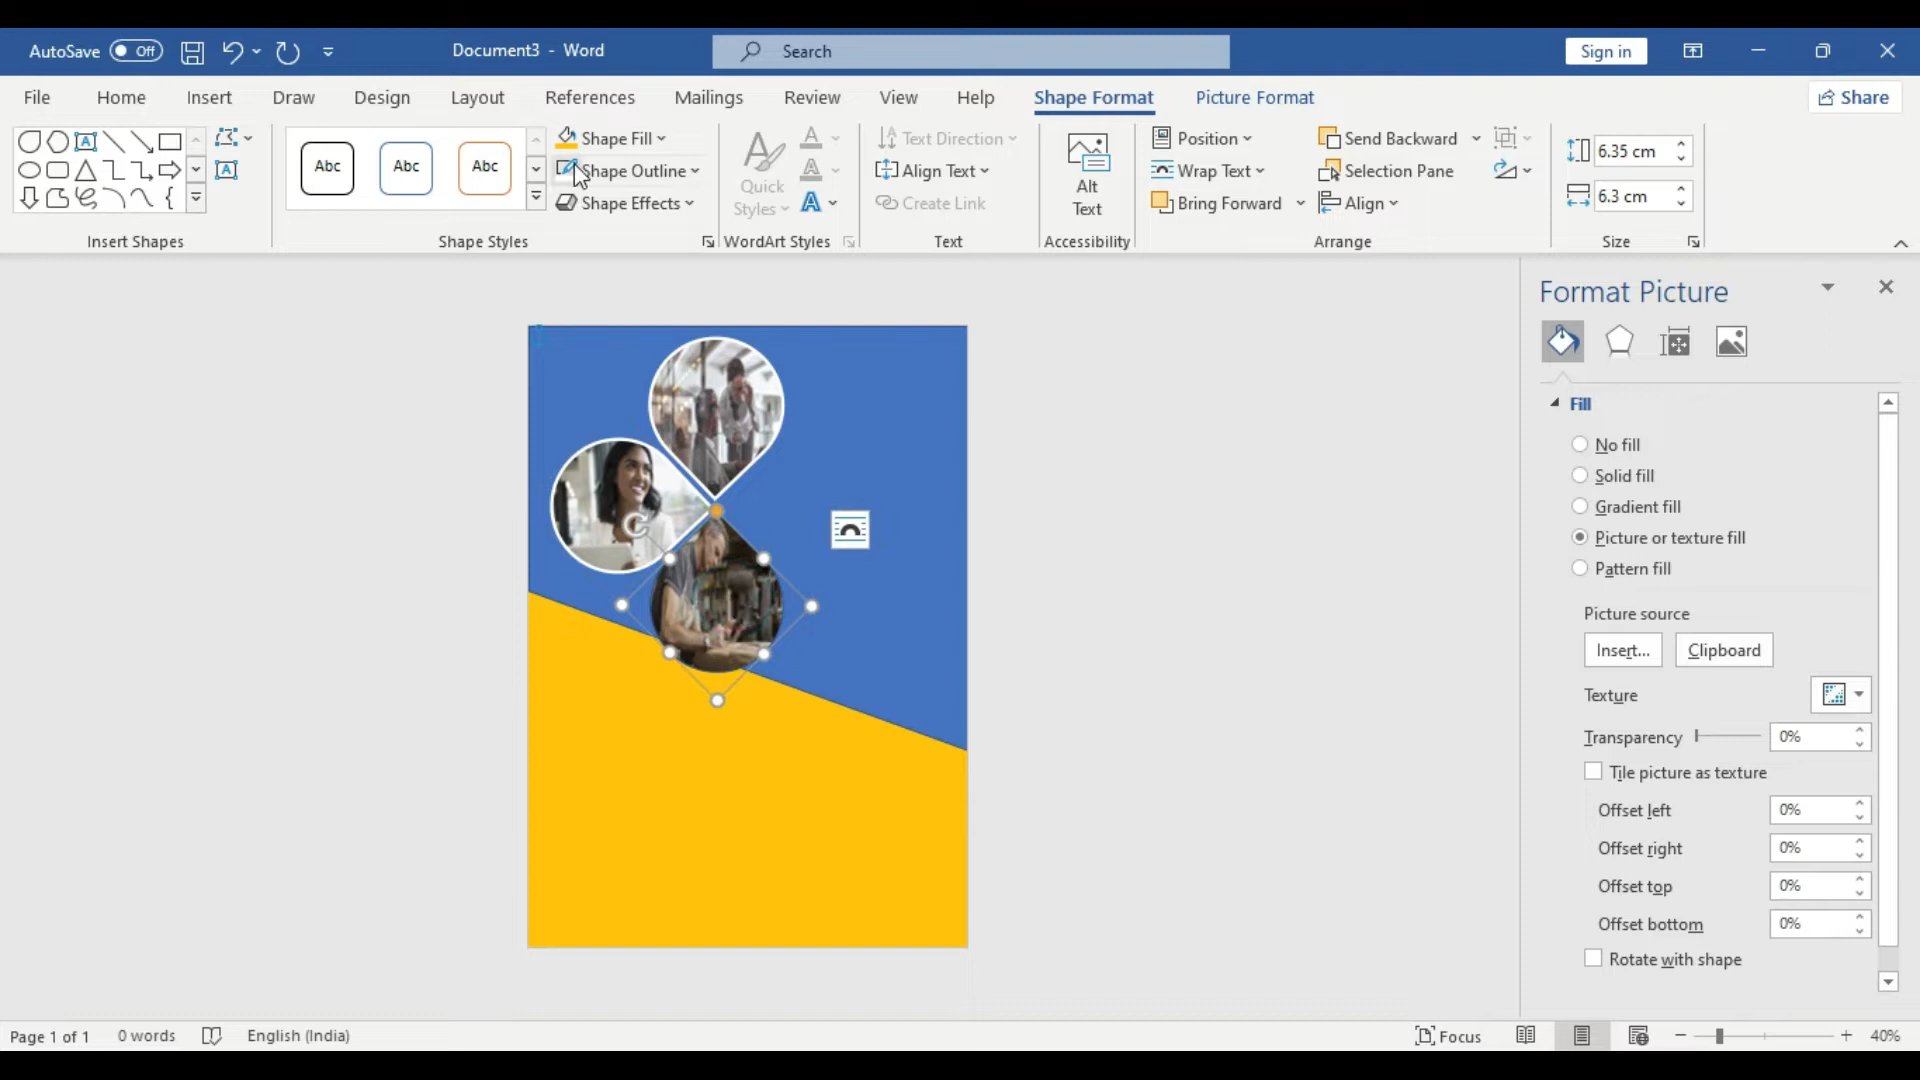 AutoSave Off Document3 - Word Search Sign in
File Home Insert Draw Design Layout References Mailings Review View Help Shape Format Picture Format Share
Abc Abc Abc
Shape Fill
Shape Outline
Shape Effects
Quick
Styles
Text Direction
Align Text
Create Link
Alt
Text
Position
Wrap Text
Bring Forward
Send Backward
Selection Pane
Align
6.35 cm
6.3 cm
Insert Shapes Shape Styles WordArt Styles Text Accessibility Arrange Size
Format Picture
Fill
No fill
Solid fill
Gradient fill
Picture or texture fill
Pattern fill
Picture source
Insert... Clipboard
Texture
Transparency 0%
Tile picture as texture
Offset left 0%
Offset right 0%
Offset top 0%
Offset bottom 0%
Rotate with shape
Page 1 of 1 0 words English (India) Focus 40%